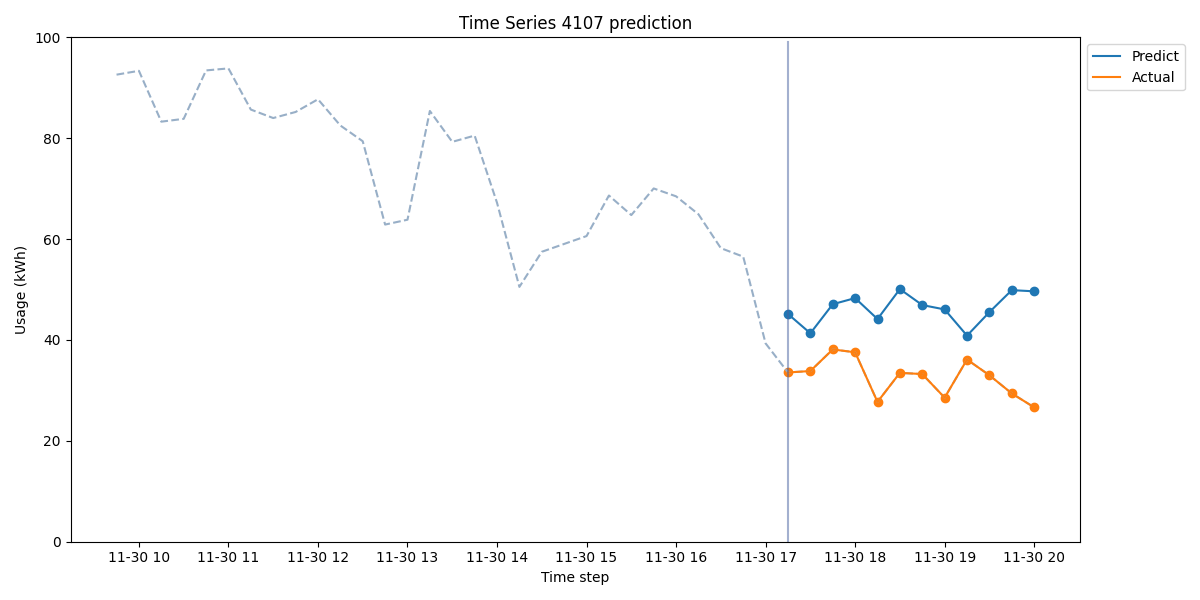 Time Series 4107 prediction
Predict
Actual
Usage (kWh)
100
80
60
40
20
0
11-30 10 11-30 11 11-30 12 11-30 13 11-30 14 11-30 15 11-30 16 11-30 17 11-30 18 11-30 19 11-30 20
Time step